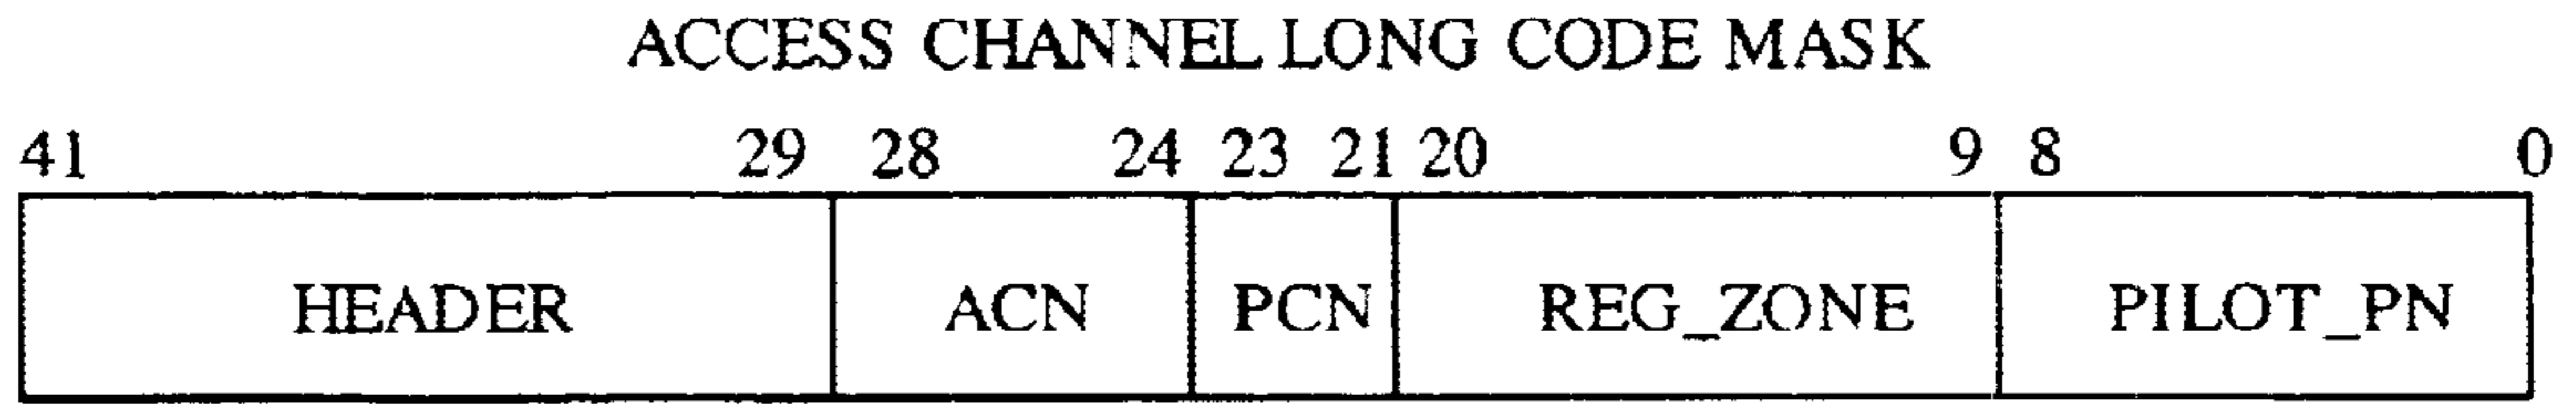 ACCESS CHANNEL LONG CODE MASK
41 29 28 24 23 21 20 9 8 0
HEADER ACN PCN REG_ZONE PILOT_PN